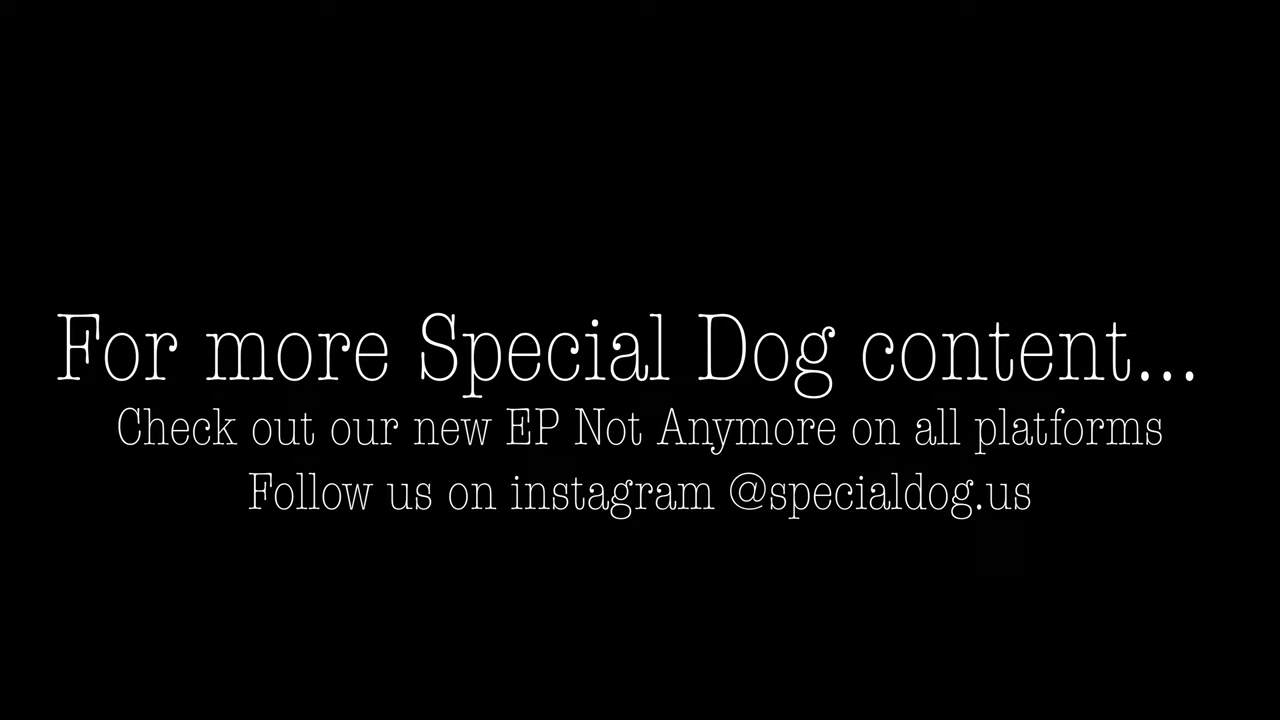 For more Special Dog content...
Check out our new EP Not Anymore on all platforms
Follow us on instagram @specialdog.us